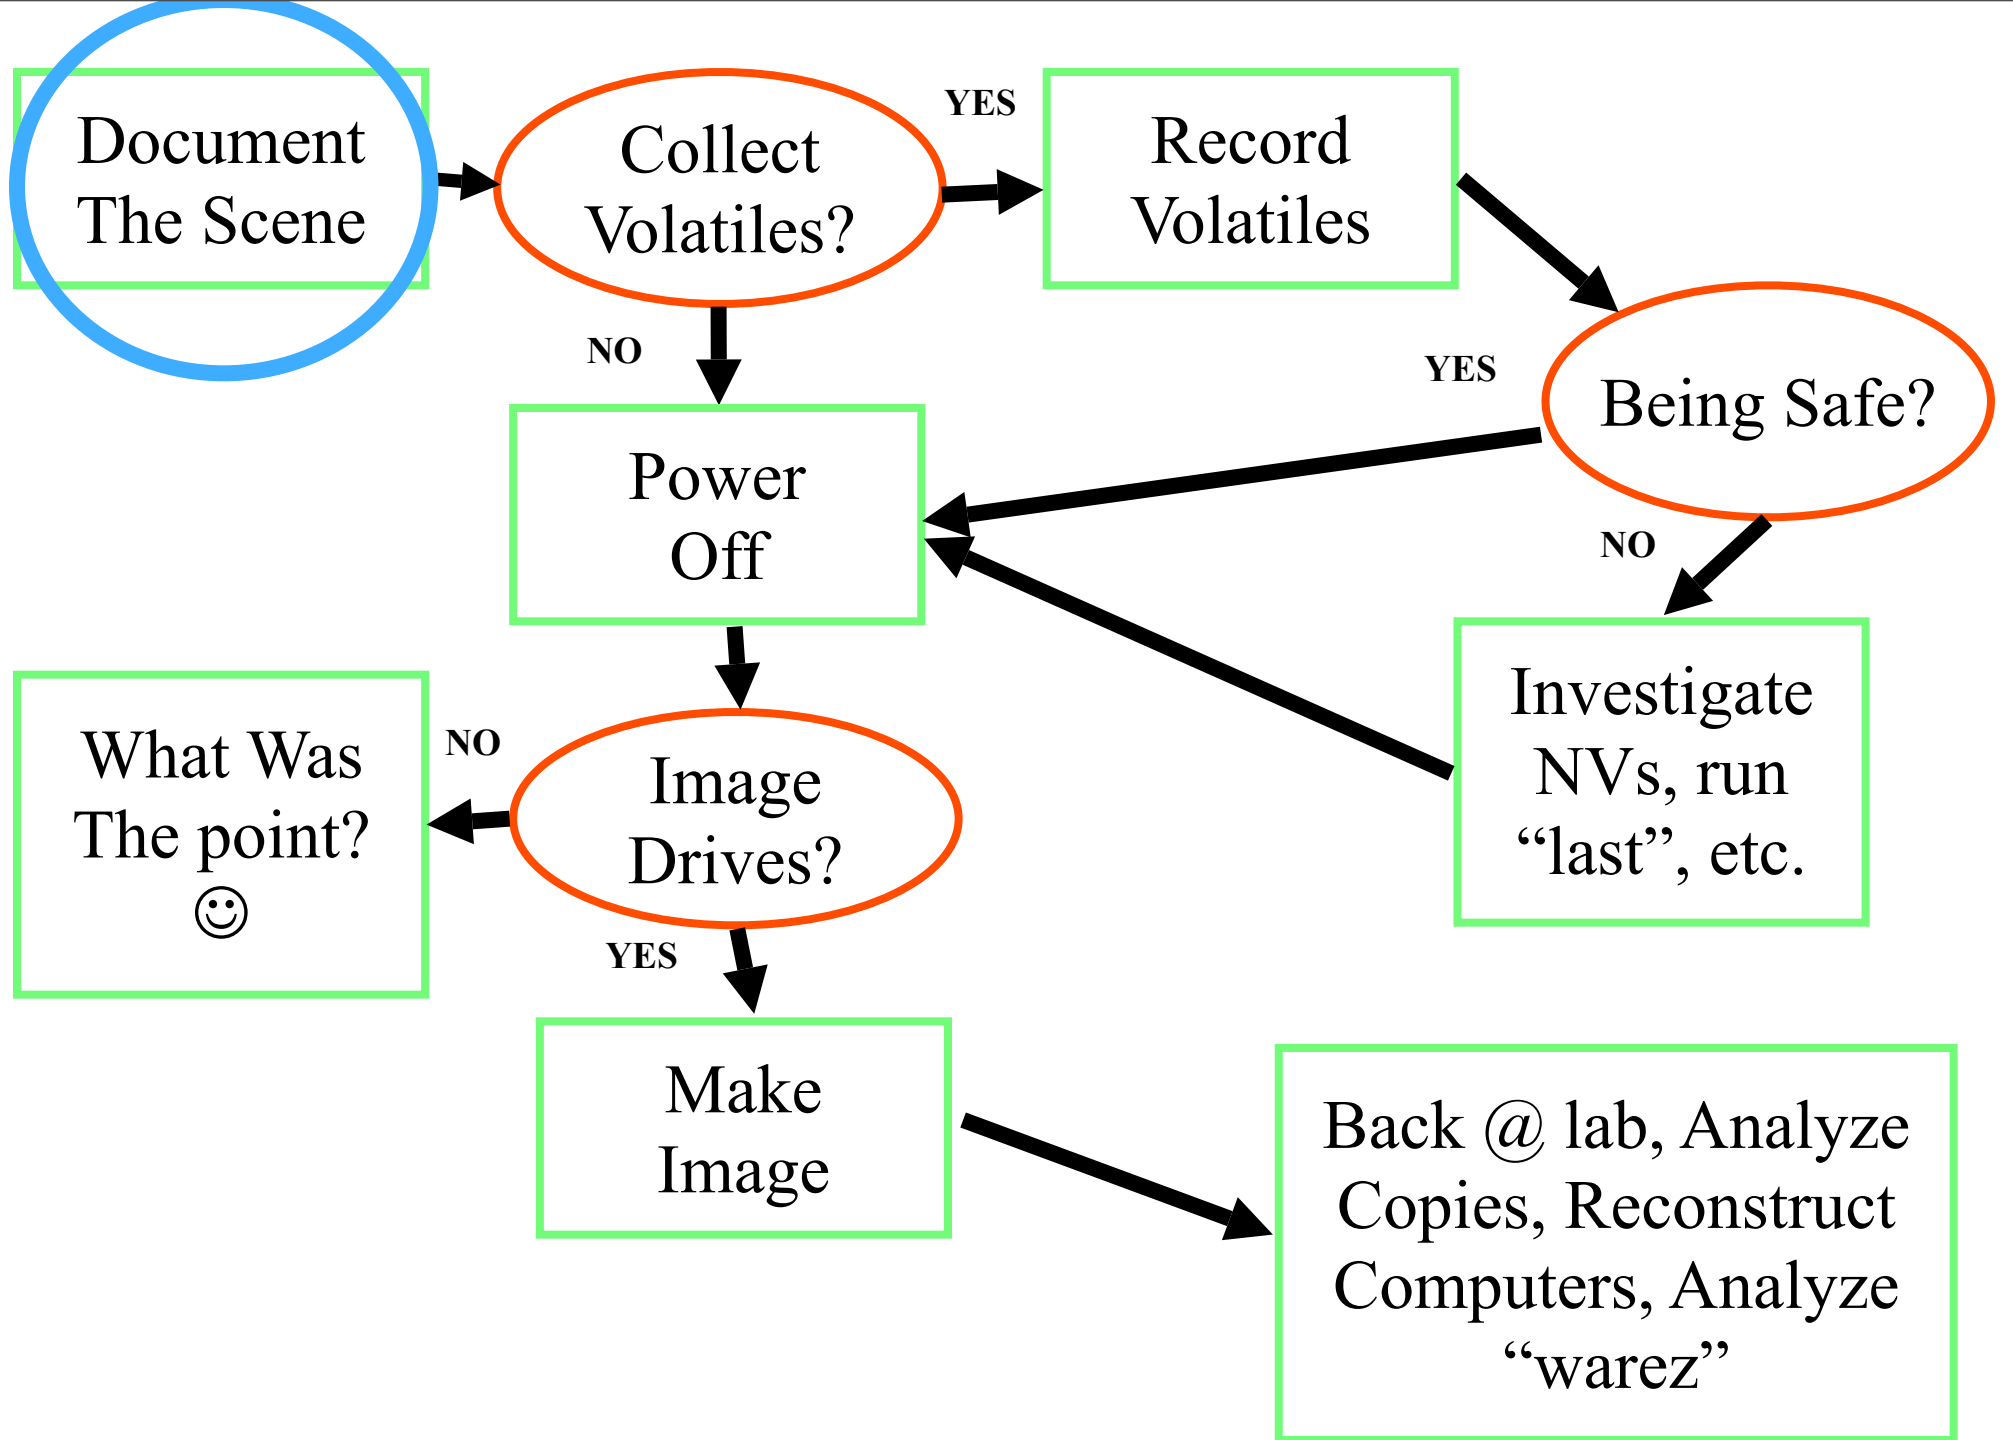 Document
The Scene
Collect
Volatiles?
YES
Record
Volatiles
NO
YES
Being Safe?
Power
Off
NO
Investigate
NVs, run
“last”, etc.
What Was
The point?
☺
NO
Image
Drives?
YES
Make
Image
Back @ lab, Analyze
Copies, Reconstruct
Computers, Analyze
“warez”